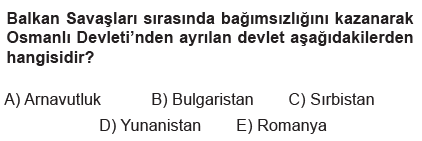 Balkan Savaşları sırasında bağımsızlığını kazanarak
Osmanlı Devleti’nden ayrılan devlet aşağıdakilerden
hangisidir?
A) Arnavutluk B) Bulgaristan C) Sırbistan
D) Yunanistan E) Romanya